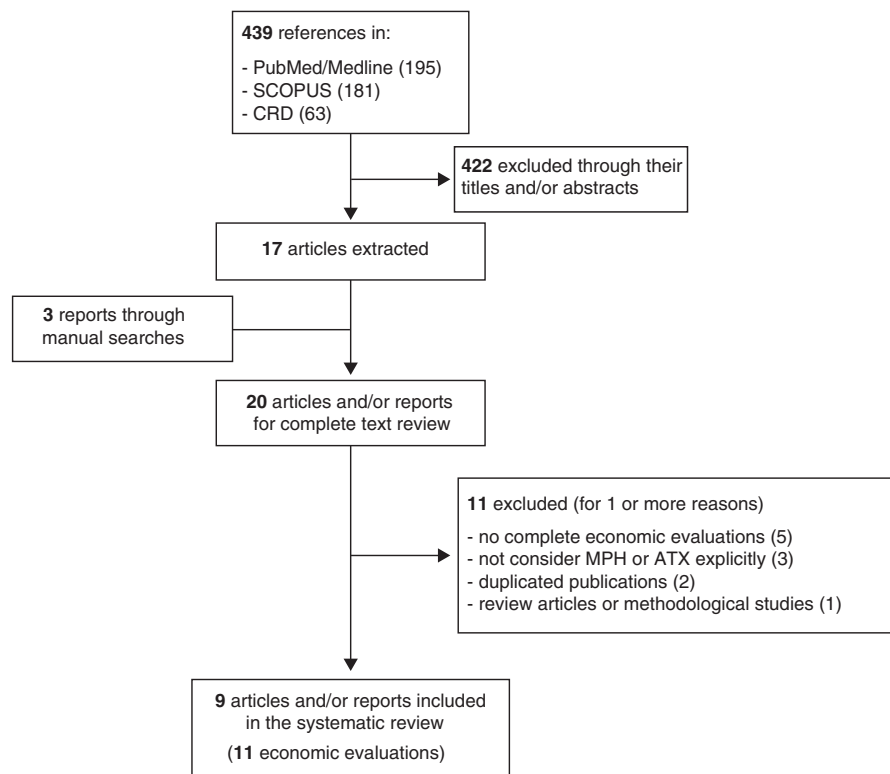 439 references in:
- PubMed/Medline (195)
- SCOPUS (181)
- CRD (63)
422 excluded through their
titles and/or abstracts
17 articles extracted
3 reports through
manual searches
20 articles and/or reports
for complete text review
11 excluded (for 1 or more reasons)
- no complete economic evaluations (5)
- not consider MPH or ATX explicitly (3)
- duplicated publications (2)
- review articles or methodological studies (1)
9 articles and/or reports included
in the systematic review
(11 economic evaluations)